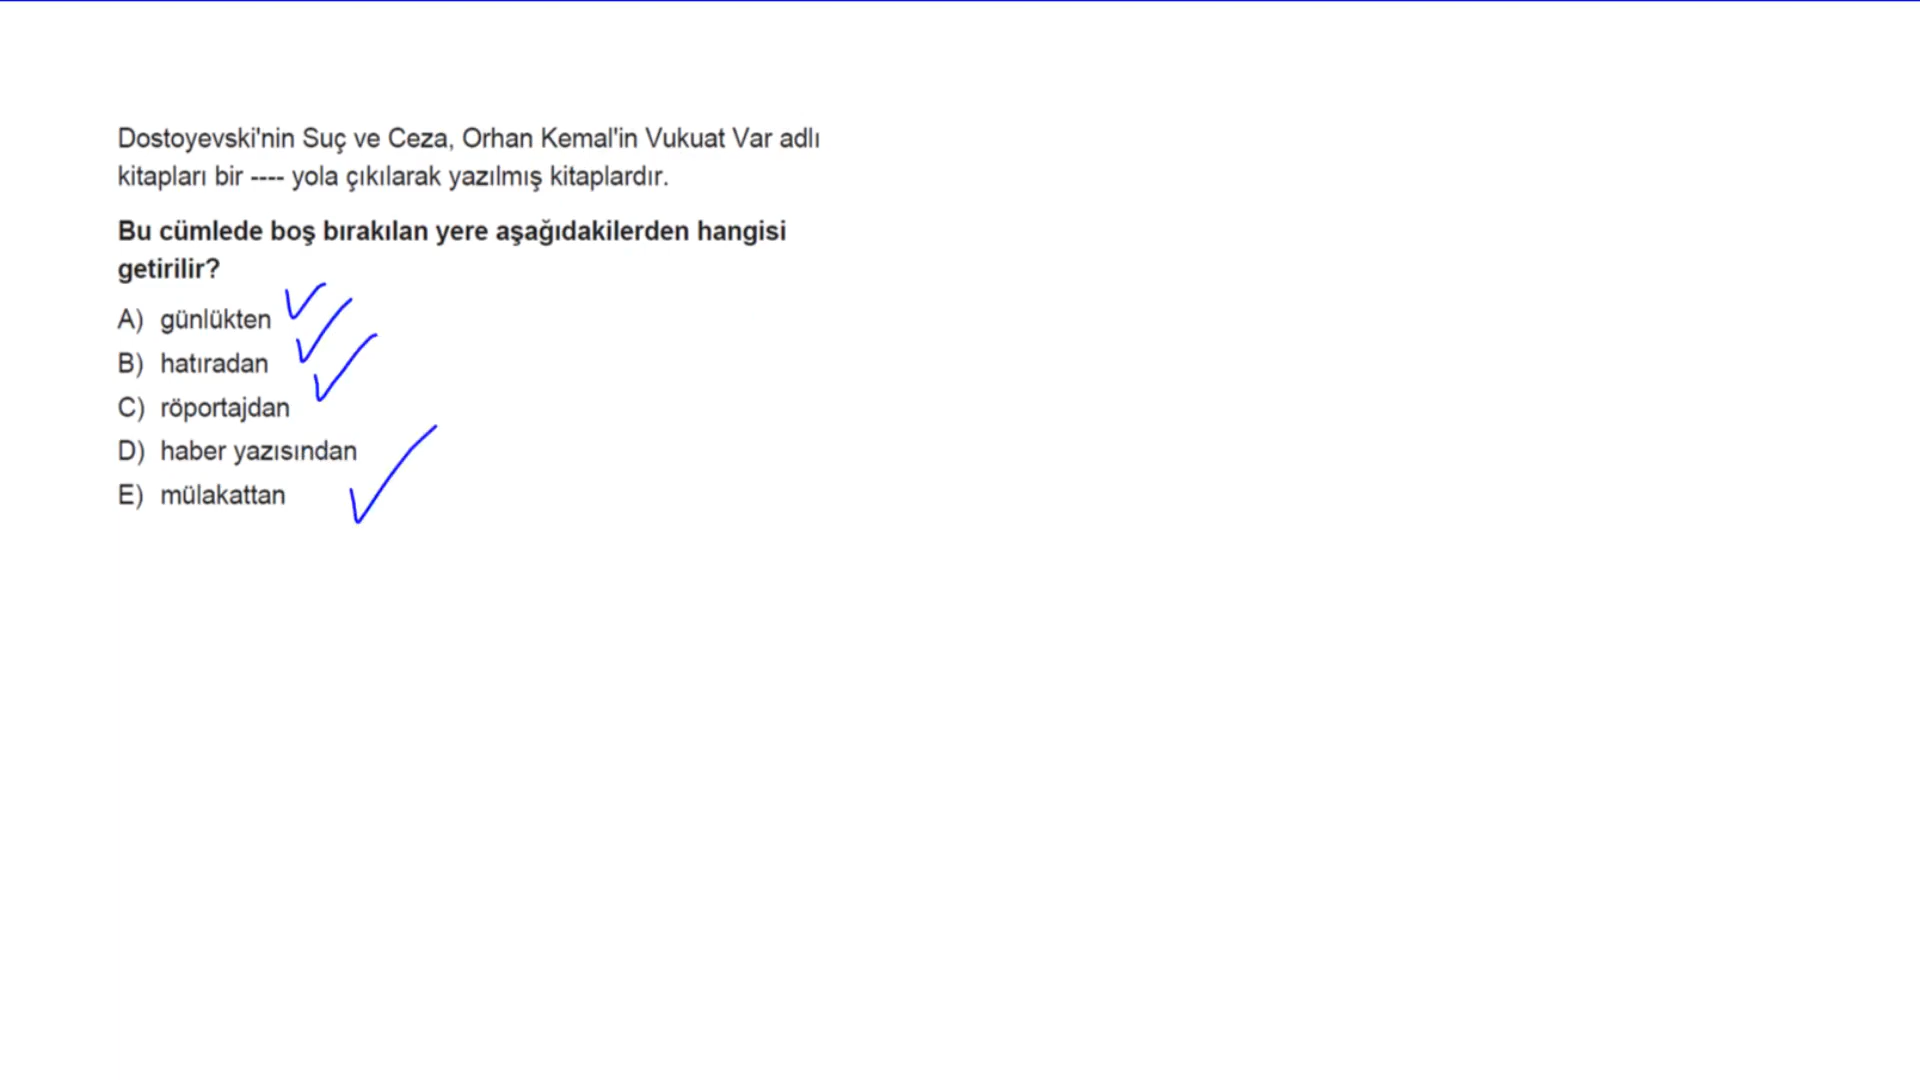 Dostoyevski'nin Suç ve Ceza, Orhan Kemal'in Vukuat Var adlı
kitapları bir ---- yola çıkılarak yazılmış kitaplardır.
Bu cümlede boş bırakılan yere aşağıdakilerden hangisi
getirilir?
A) günlükten
B) hatıradan
C) röportajdan
D) haber yazısından
E) mülakattan